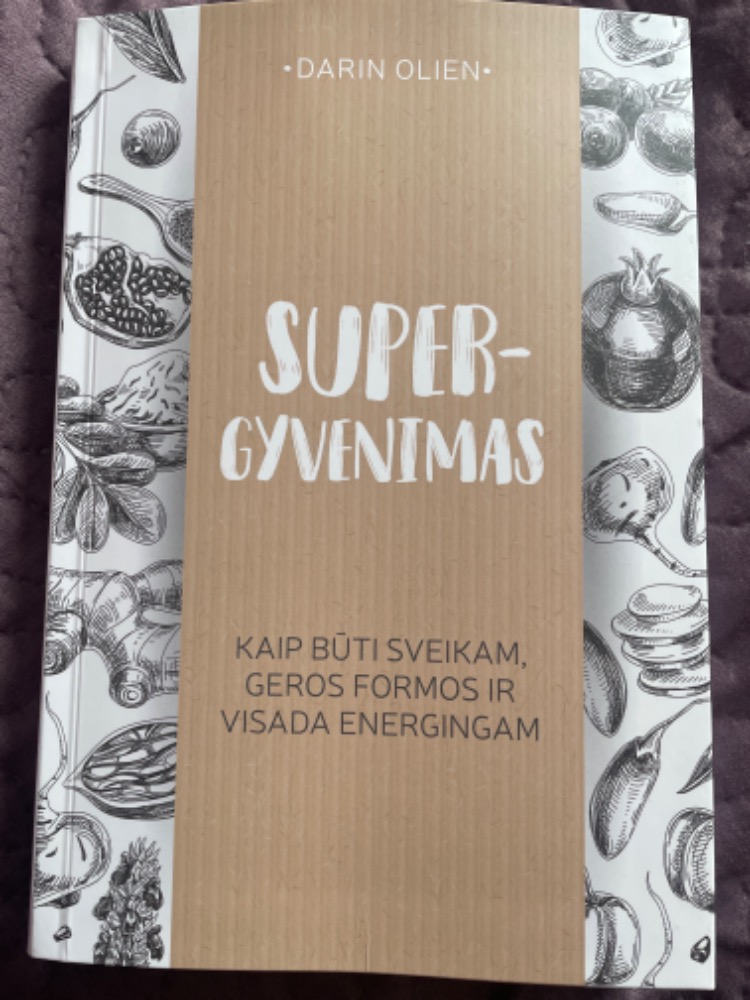 •DARIN OLIEN•
SUPER-
GYVENIMAS
KAIP BŪTI SVEIKAM,
GEROS FORMOS IR
VISADA ENERGINGAM